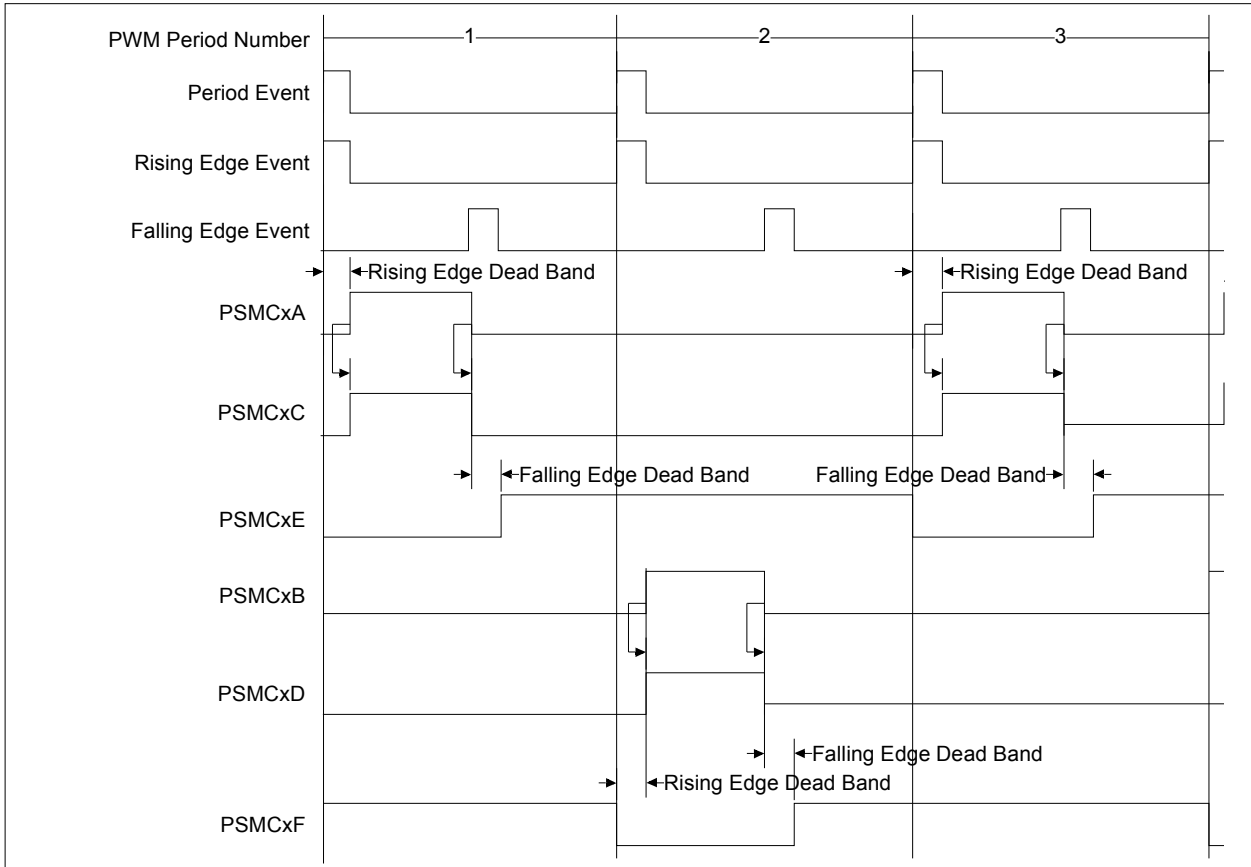 PWM Period Number
1
2
3
Period Event
Rising Edge Event
Falling Edge Event
Rising Edge Dead Band
Rising Edge Dead Band
PSMCxA
PSMCxC
Falling Edge Dead Band
Falling Edge Dead Band
PSMCxE
PSMCxB
PSMCxD
Falling Edge Dead Band
Rising Edge Dead Band
PSMCxF